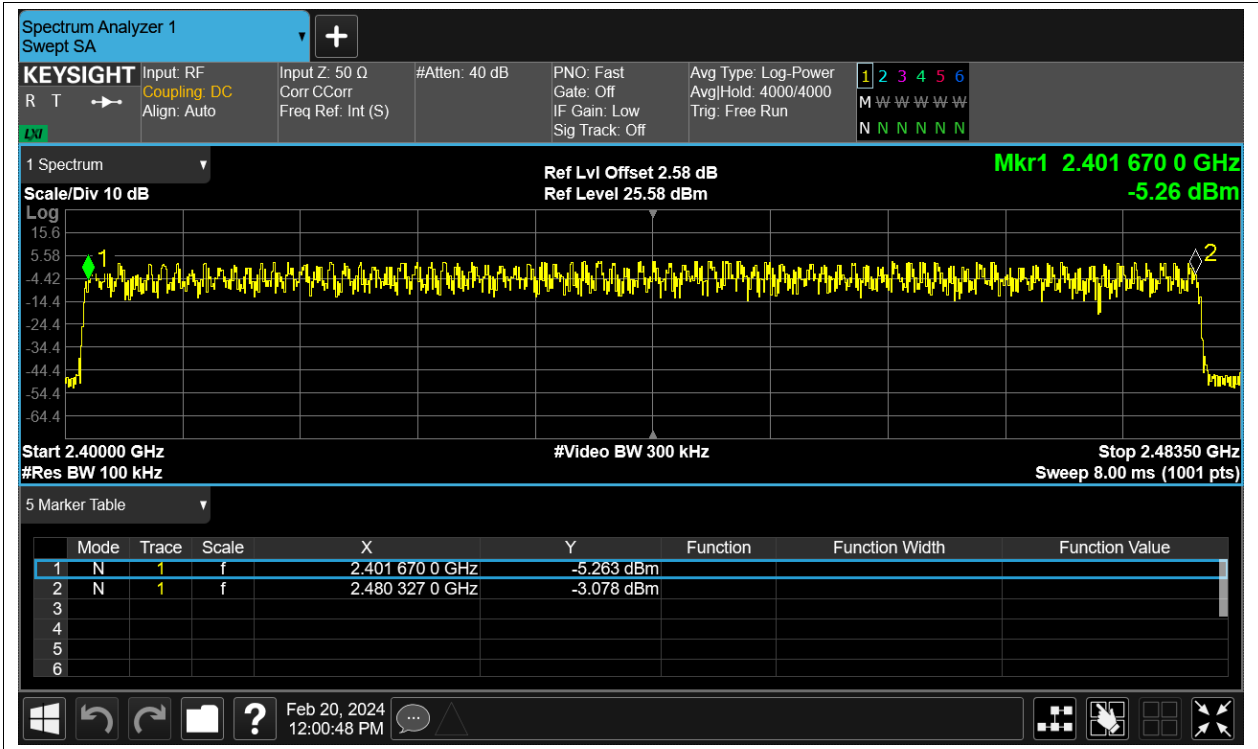 Spectrum Analyzer 1
Swept SA
KEYSIGHT
R T
LXI
Input: RF
Coupling: DC
Align: Auto
Input Z: 50 Ω
Corr CCorr
Freq Ref: Int (S)
#Atten: 40 dB
PNO: Fast
Gate: Off
IF Gain: Low
Sig Track: Off
Avg Type: Log-Power
Avg|Hold: 4000/4000
Trig: Free Run
1 2 3 4 5 6
M W W W W W
N N N N N N
1 Spectrum
Scale/Div 10 dB
Ref Lvl Offset 2.58 dB
Ref Level 25.58 dBm
Mkr1 2.401 670 0 GHz
-5.26 dBm
Log
15.6
5.58
-4.42
-14.4
-24.4
-34.4
-44.4
-54.4
-64.4
1
2
Start 2.40000 GHz
#Video BW 300 kHz
Stop 2.48350 GHz
#Res BW 100 kHz
Sweep 8.00 ms (1001 pts)
5 Marker Table
Mode Trace Scale X Y Function Function Width Function Value
1 N 1 f 2.401 670 0 GHz -5.263 dBm
2 N 1 f 2.480 327 0 GHz -3.078 dBm
3
4
5
6
?
Feb 20, 2024
12:00:48 PM